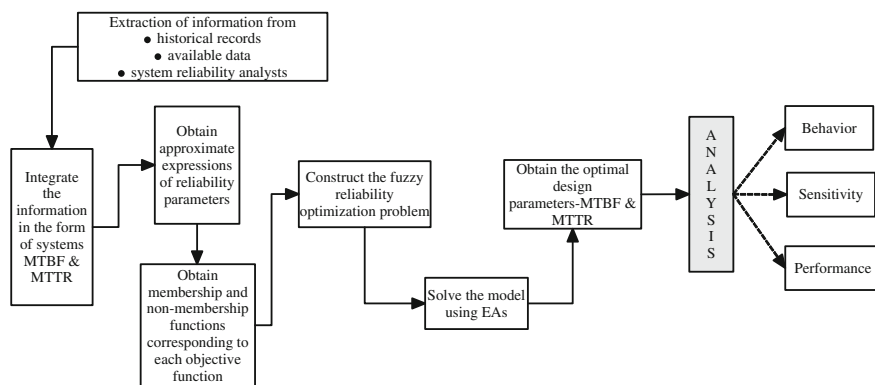 Extraction of information from
● historical records
● available data
● system reliability analysts
Integrate
the
information
in the form
of systems
MTBF &
MTTR
Obtain
approximate
expressions
of reliability
parameters
Obtain
membership and
non-membership
functions
corresponding to
each objective
function
Construct the fuzzy
reliability
optimization problem
Solve the model
using EAs
Obtain the optimal
design
parameters-MTBF &
MTTR
A
N
A
L
Y
S
I
S
Behavior
Sensitivity
Performance